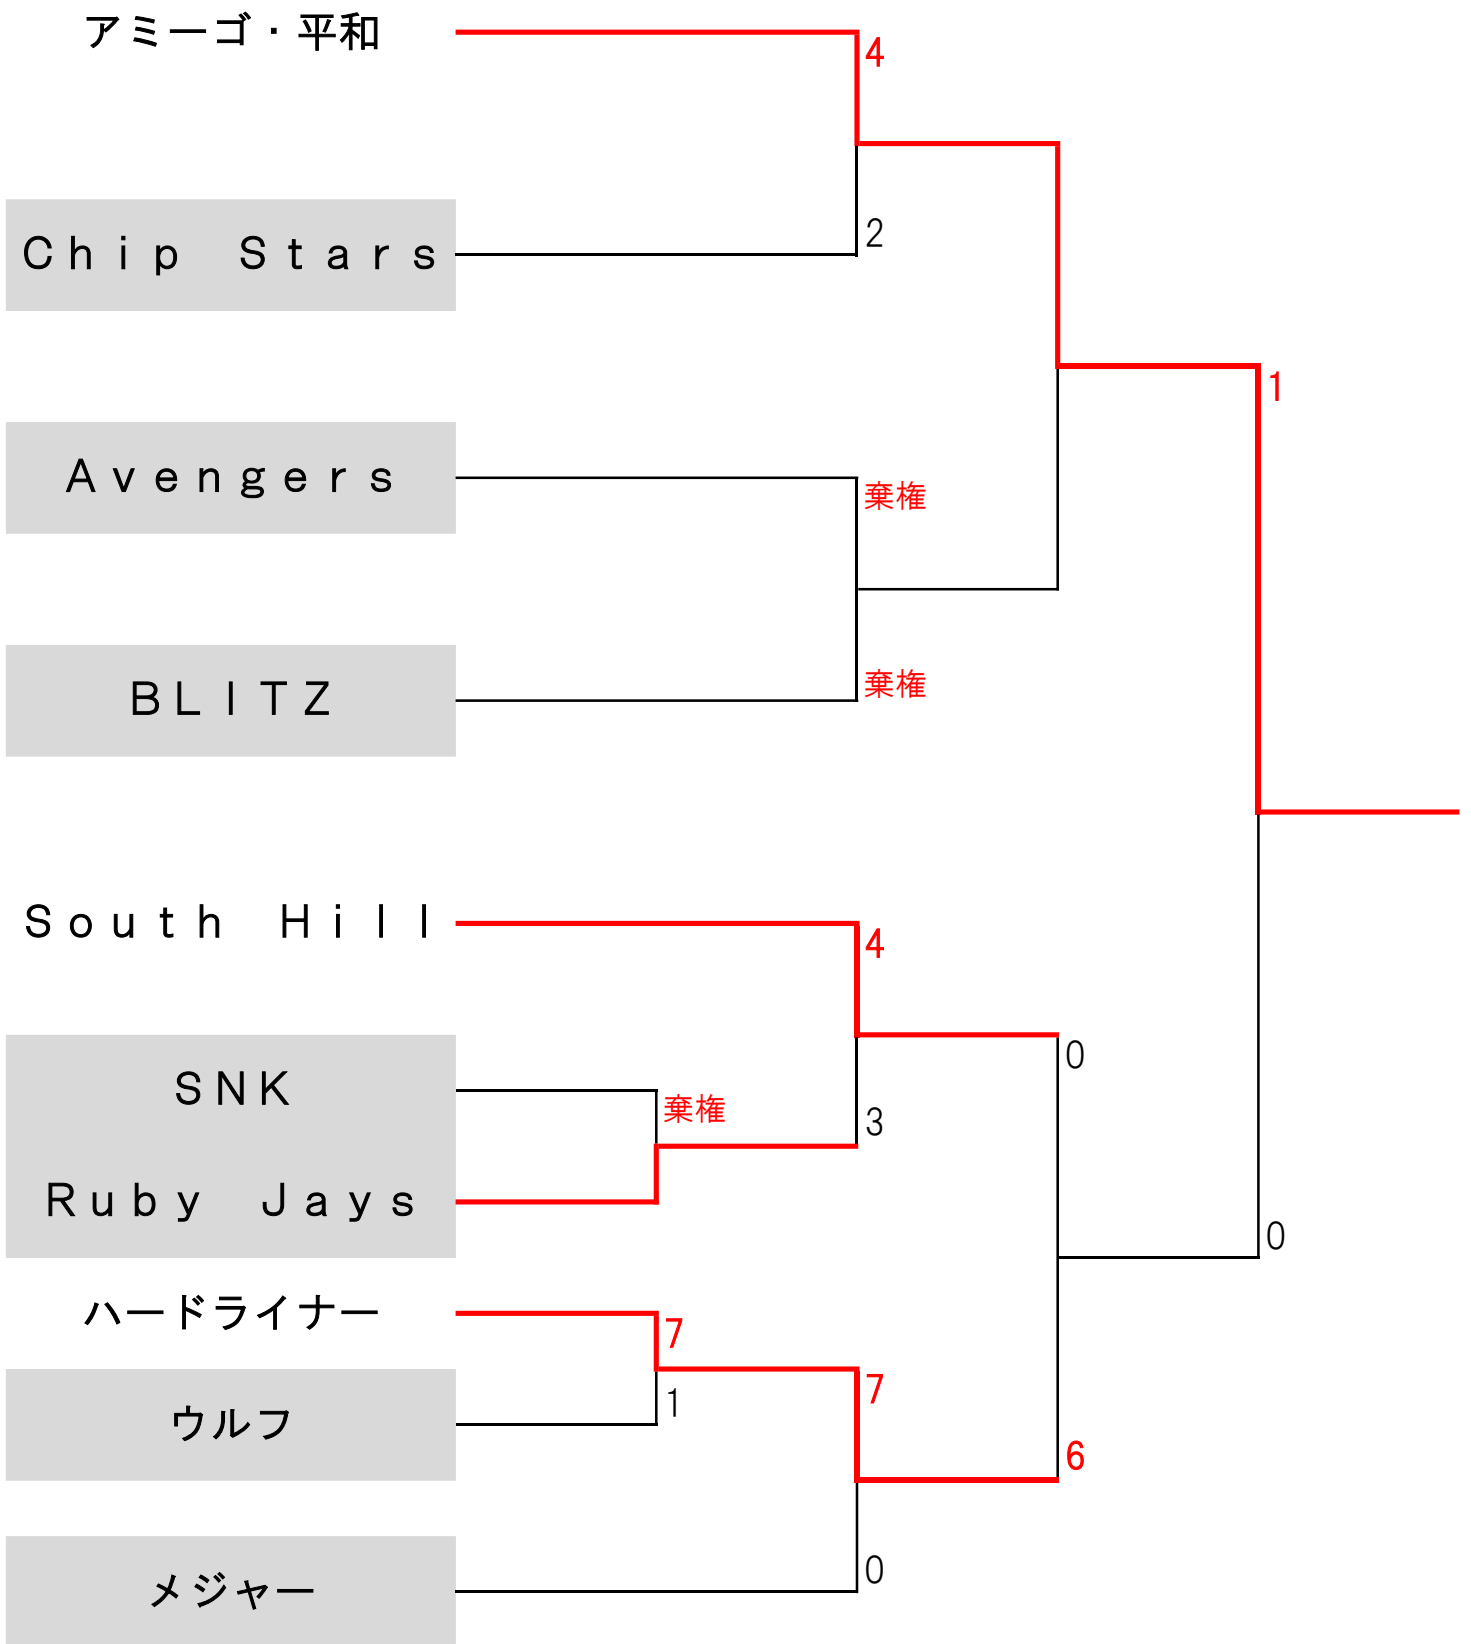 アミーゴ・平和
4
2
Ｃｈｉｐ　Ｓｔａｒｓ
1
Ａｖｅｎｇｅｒｓ
棄権
棄権
ＢＬＩＴＺ
Ｓｏｕｔｈ　Ｈｉｌｌ
4
0
ＳＮＫ
棄権
3
Ｒｕｂｙ　Ｊａｙｓ
0
ハードライナー
7
7
1
ウルフ
6
0
メジャー